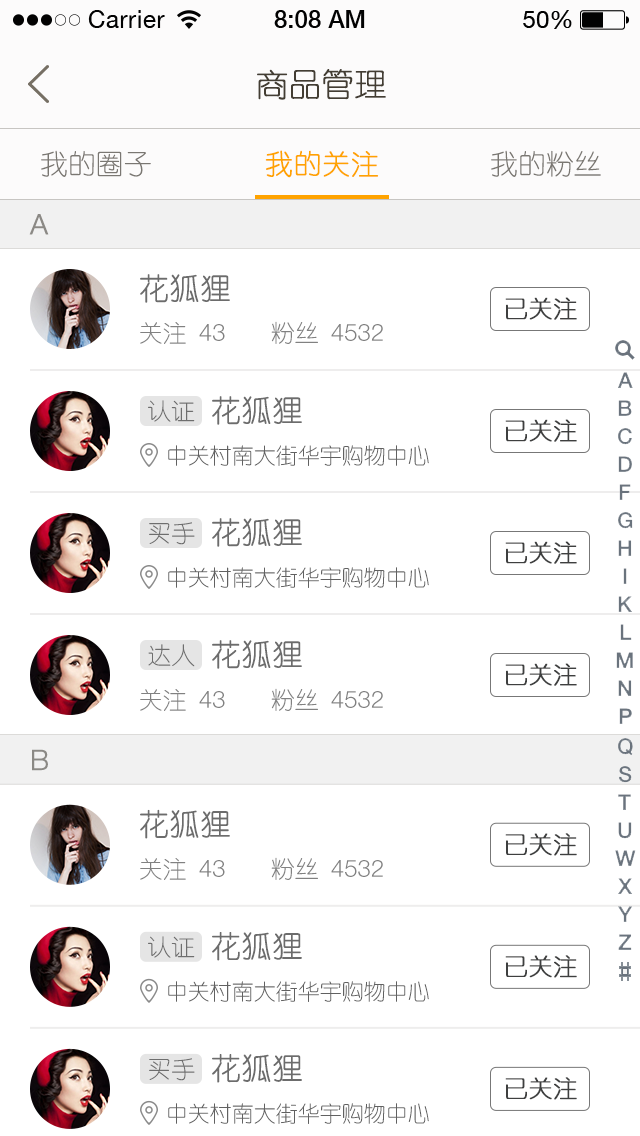 Carrier 8:08 AM 50%
商品管理
我的圈子 我的关注 我的粉丝
A
花狐狸
关注 43 粉丝 4532
已关注
认证 花狐狸
中关村南大街华宇购物中心
已关注
买手 花狐狸
中关村南大街华宇购物中心
已关注
达人 花狐狸
关注 43 粉丝 4532
已关注
B
花狐狸
关注 43 粉丝 4532
已关注
认证 花狐狸
中关村南大街华宇购物中心
已关注
买手 花狐狸
中关村南大街华宇购物中心
已关注
A
B
C
D
F
G
H
I
K
L
M
N
P
Q
S
T
U
W
X
Y
Z
#